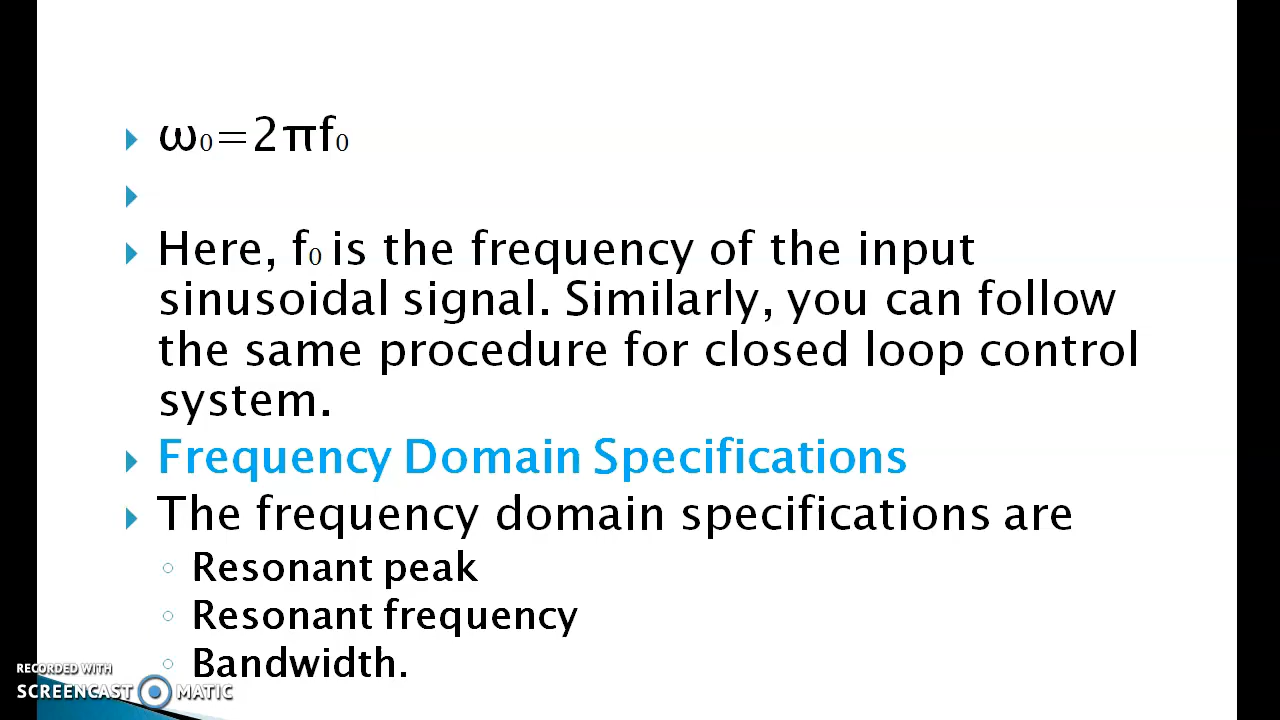 ω₀=2πf₀
Here, f₀ is the frequency of the input
sinusoidal signal. Similarly, you can follow
the same procedure for closed loop control
system.
Frequency Domain Specifications
The frequency domain specifications are
Resonant peak
Resonant frequency
Bandwidth.
RECORDED WITH
SCREENCAST MATIC